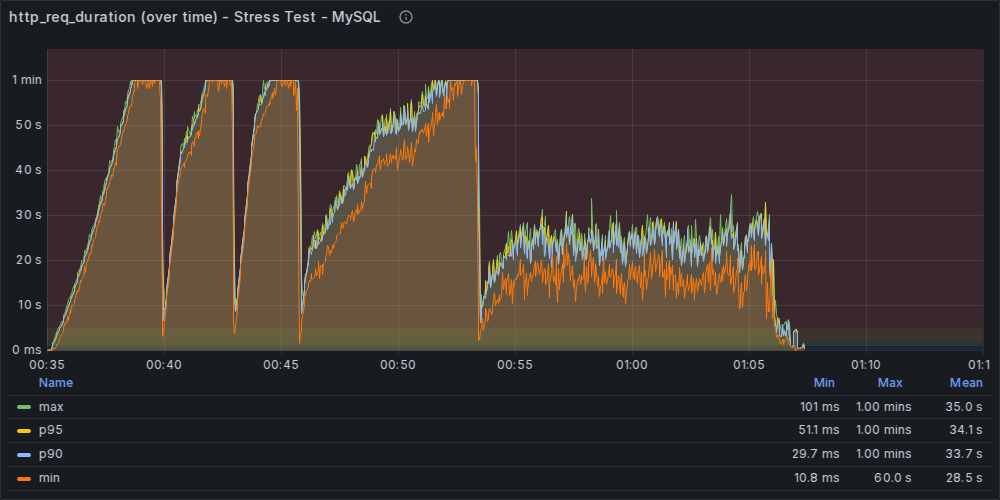 http_req_duration (over time) - Stress Test - MySQL
1 min
50 s
40 s
30 s
20 s
10 s
0 ms
00:35 00:40 00:45 00:50 00:55 01:00 01:05 01:10 01:1
Name Min Max Mean
max 101 ms 1.00 mins 35.0 s
p95 51.1 ms 1.00 mins 34.1 s
p90 29.7 ms 1.00 mins 33.7 s
min 10.8 ms 60.0 s 28.5 s